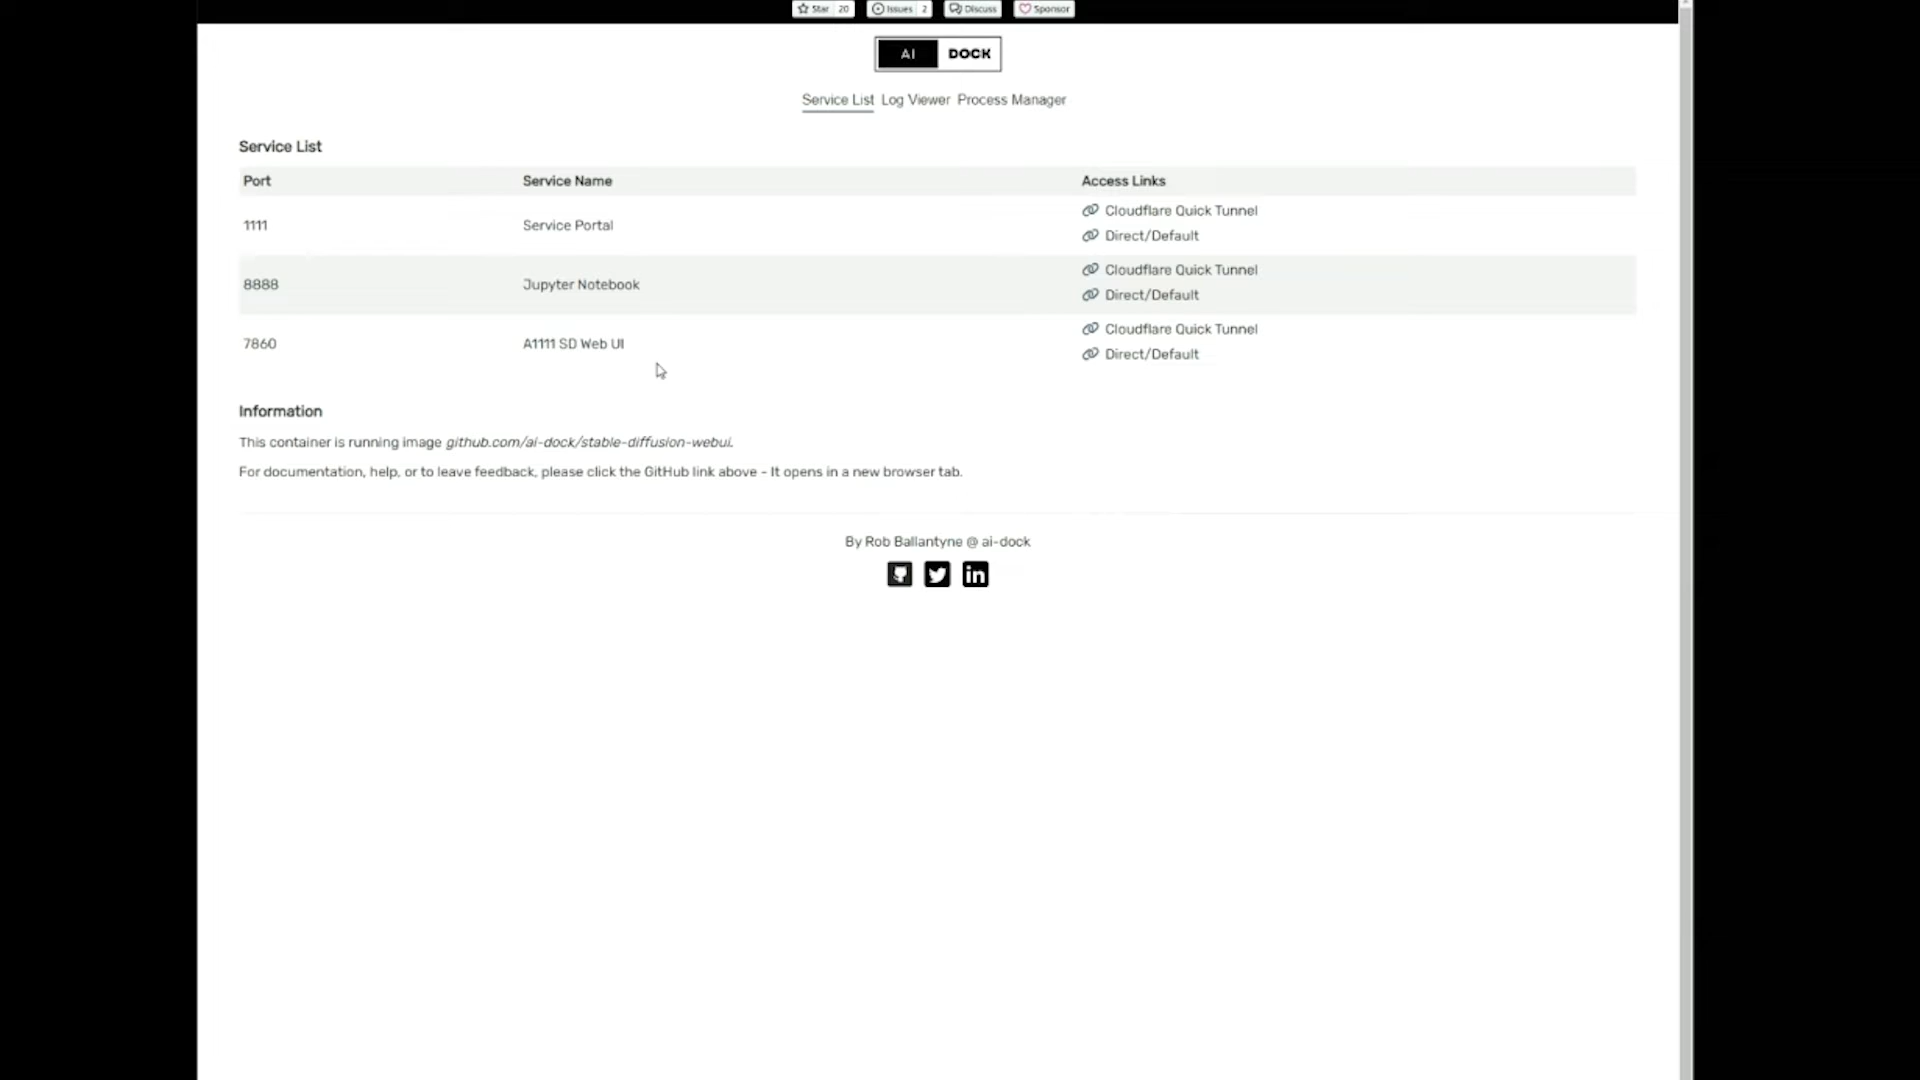 Star 20 Issues 2 Discuss Sponsor
AI DOCK
Service List Log Viewer Process Manager
Service List
Port Service Name Access Links
1111 Service Portal Cloudflare Quick Tunnel
Direct/Default
8888 Jupyter Notebook Cloudflare Quick Tunnel
Direct/Default
7860 A1111 SD Web UI Cloudflare Quick Tunnel
Direct/Default
Information
This container is running image github.com/ai-dock/stable-diffusion-webui.
For documentation, help, or to leave feedback, please click the GitHub link above - It opens in a new browser tab.
By Rob Ballantyne @ ai-dock
in